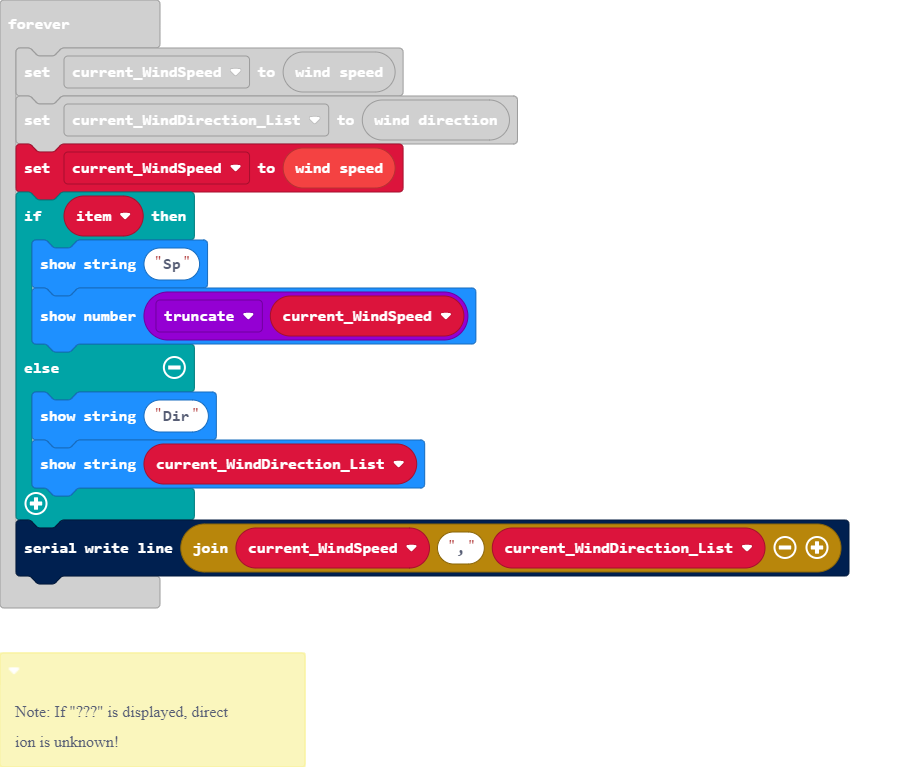 forever
set current_WindSpeed to wind speed
set current_WindDirection_List to wind direction
set current_WindSpeed to wind speed
if item then
show string "Sp"
show number truncate current_WindSpeed
else
show string "Dir"
show string current_WindDirection_List
serial write line join current_WindSpeed "," current_WindDirection_List
Note: If "???" is displayed, direct
ion is unknown!